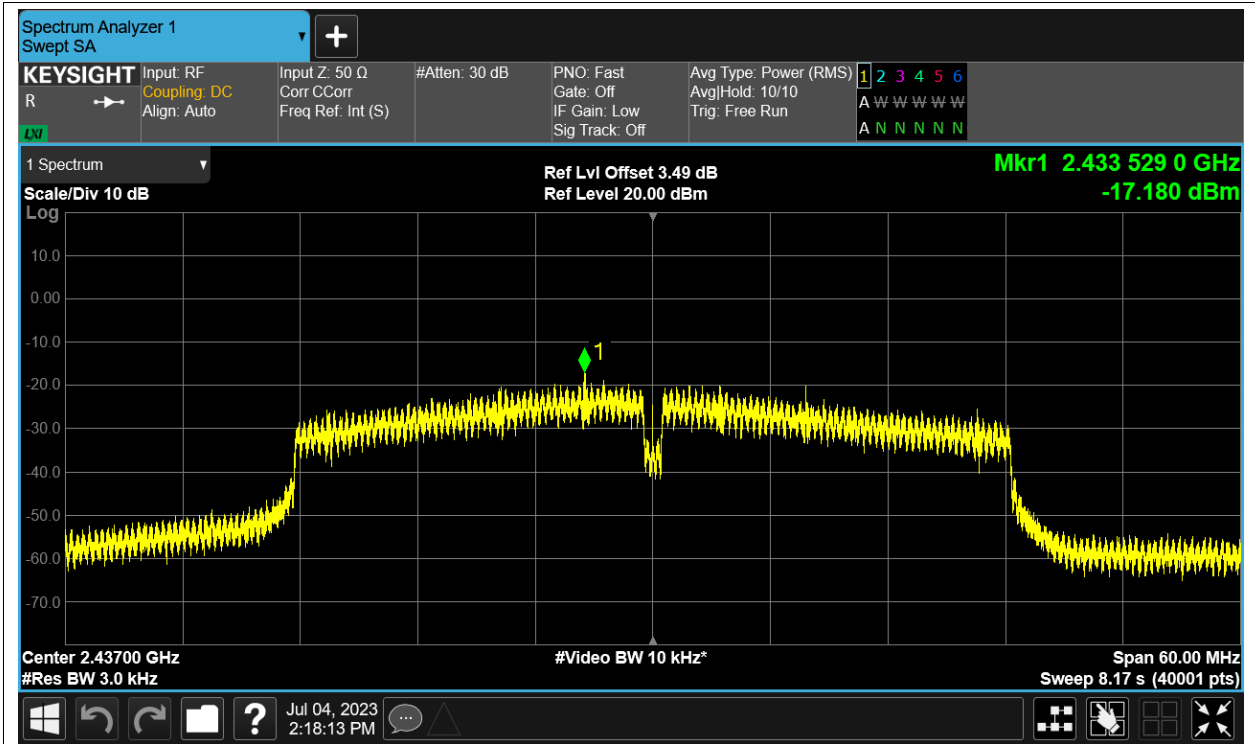 Spectrum Analyzer 1
Swept SA
+
KEYSIGHT
R
LXI
Input: RF
Coupling: DC
Align: Auto
Input Z: 50 Ω
Corr CCorr
Freq Ref: Int (S)
#Atten: 30 dB
PNO: Fast
Gate: Off
IF Gain: Low
Sig Track: Off
Avg Type: Power (RMS)
Avg|Hold: 10/10
Trig: Free Run
1 2 3 4 5 6
A W W W W W
A N N N N N
1 Spectrum
Scale/Div 10 dB
Log
Ref Lvl Offset 3.49 dB
Ref Level 20.00 dBm
Mkr1 2.433 529 0 GHz
-17.180 dBm
10.0
0.00
-10.0
1
-20.0
-30.0
-40.0
-50.0
-60.0
-70.0
Center 2.43700 GHz
#Video BW 10 kHz*
Span 60.00 MHz
#Res BW 3.0 kHz
Sweep 8.17 s (40001 pts)
?
Jul 04, 2023
2:18:13 PM